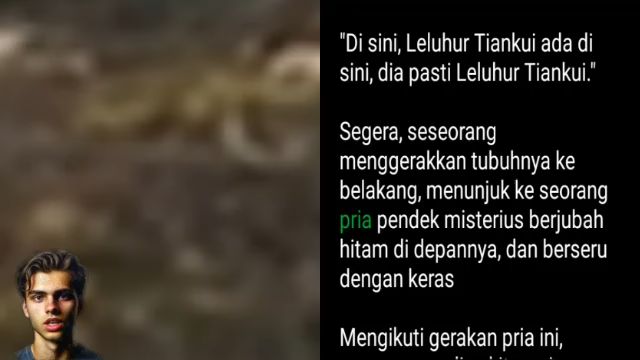 "Di sini, Leluhur Tiankui ada di
sini, dia pasti Leluhur Tiankui."
Segera, seseorang
menggerakkan tubuhnya ke
belakang, menunjuk ke seorang
pria pendek misterius berjubah
hitam di depannya, dan berseru
dengan keras
Mengikuti gerakan pria ini,